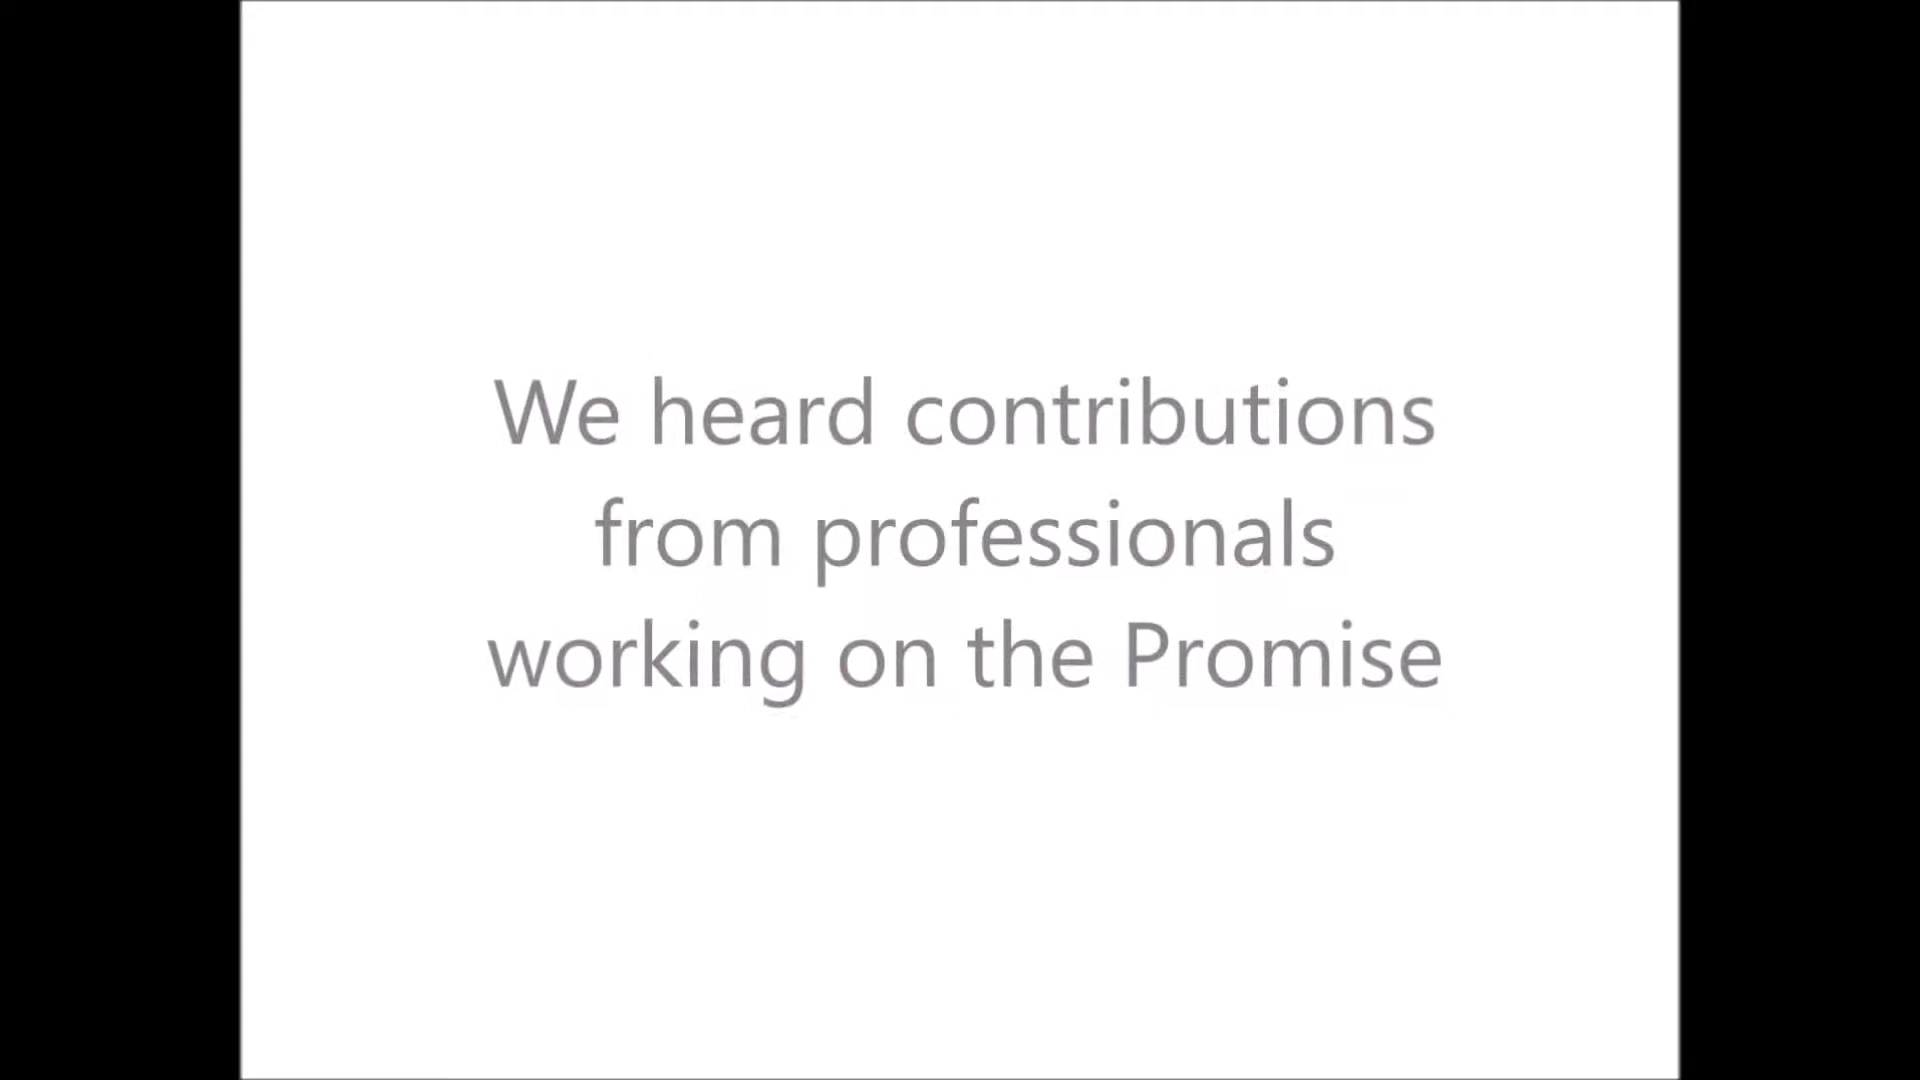 We heard contributions
from professionals
working on the Promise